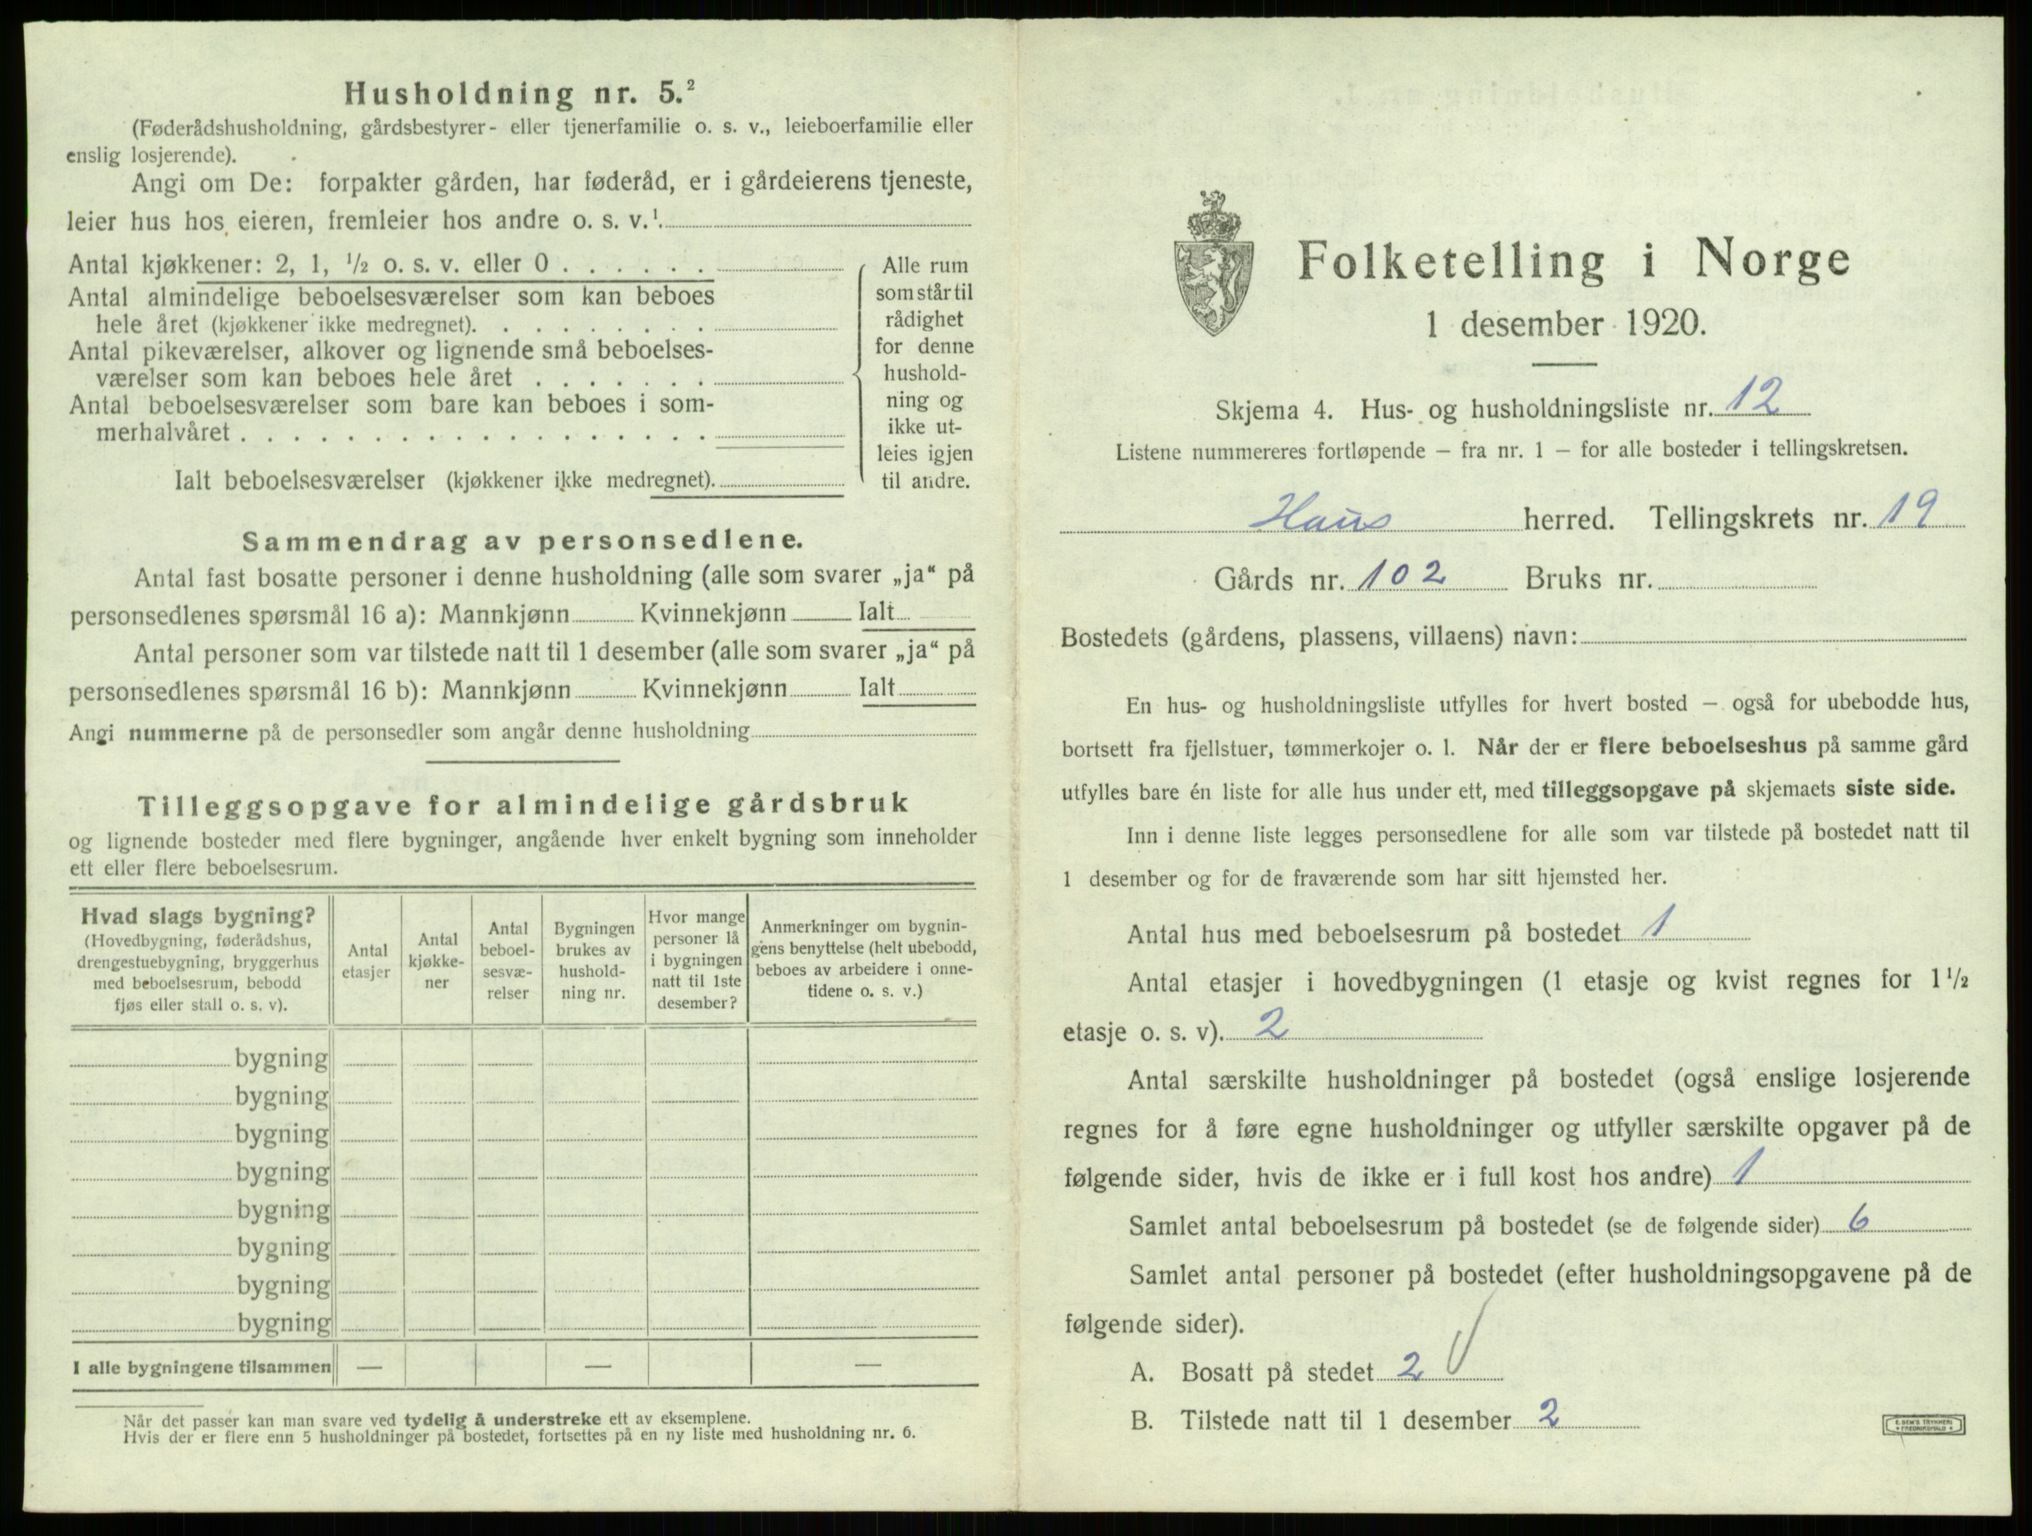 Husholdning nr. 5.²
(Føderådshusholdning, gårdsbestyrer- eller tjenerfamilie o. s. v., leieboerfamilie eller
enslig losjerende).
Angi om De: forpakter gården, har føderåd, er i gårdeierens tjeneste,
leier hus hos eieren, fremleier hos andre o. s. v.¹
Antal kjøkkener: 2, 1, ½ o. s. v. eller 0 . . . . . .
Antal almindelige beboelsesværelser som kan beboes
hele året (kjøkkener ikke medregnet). . . . . . . . .
Antal pikeværelser, alkover og lignende små beboelses-
værelser som kan beboes hele året . . . . . . .
Antal beboelsesværelser som bare kan beboes i som-
merhalvåret . . . . . . . . . . . . . . . . . .
Ialt beboelsesværelser (kjøkkener ikke medregnet).
Alle rum
som står til
rådighet
for denne
hushold-
ning og
ikke ut-
leies igjen
til andre.
Sammendrag av personsedlene.
Antal fast bosatte personer i denne husholdning (alle som svarer „ja“ på
personsedlenes spørsmål 16 a): Mannkjønn Kvinnekjønn Ialt
Antal personer som var tilstede natt til 1 desember (alle som svarer „ja“ på
personsedlenes spørsmål 16 b): Mannkjønn Kvinnekjønn Ialt
Angi nummerne på de personsedler som angår denne husholdning
Tilleggsopgave for almindelige gårdsbruk
og lignende bosteder med flere bygninger, angående hver enkelt bygning som inneholder
ett eller flere beboelsesrum.
Hvad slags bygning?
(Hovedbygning, føderådshus,
drengestuebygning, bryggerhus
med beboelsesrum, bebodd
fjøs eller stall o. s. v).
Antal
etasjer
Antal
kjøkke-
ner
Antal
beboel-
sesvæ-
relser
Bygningen
brukes av
hushold-
ning nr.
Hvor mange
personer lå
i bygningen
natt til 1ste
desember?
Anmerkninger om bygnin-
gens benyttelse (helt ubebodd,
beboes av arbeidere i onne-
tidene o. s. v.)
bygning
bygning
bygning
bygning
bygning
bygning
bygning
bygning
I alle bygningene tilsammen — — —
Når det passer kan man svare ved tydelig å understreke ett av eksemplene.
Hvis der er flere enn 5 husholdninger på bostedet, fortsettes på en ny liste med husholdning nr. 6.
Folketelling i Norge
1 desember 1920.
Skjema 4. Hus- og husholdningsliste nr. 12
Listene nummereres fortløpende – fra nr. 1 – for alle bosteder i tellingskretsen.
Haus herred. Tellingskrets nr. 19
Gårds nr. 102 Bruks nr.
Bostedets (gårdens, plassens, villaens) navn:
En hus- og husholdningsliste utfylles for hvert bosted – også for ubebodde hus,
bortsett fra fjellstuer, tømmerkojer o. l. Når der er flere beboelseshus på samme gård
utfylles bare én liste for alle hus under ett, med tilleggsopgave på skjemaets siste side.
Inn i denne liste legges personsedlene for alle som var tilstede på bostedet natt til
1 desember og for de fraværende som har sitt hjemsted her.
Antal hus med beboelsesrum på bostedet 1
Antal etasjer i hovedbygningen (1 etasje og kvist regnes for 1½
etasje o. s. v). 2
Antal særskilte husholdninger på bostedet (også enslige losjerende
regnes for å føre egne husholdninger og utfyller særskilte opgaver på de
følgende sider, hvis de ikke er i full kost hos andre) 1
Samlet antal beboelsesrum på bostedet (se de følgende sider) 6
Samlet antal personer på bostedet (efter husholdningsopgavene på de
følgende sider).
A. Bosatt på stedet 2
B. Tilstede natt til 1 desember 2
E. SEM'S TRYKKERI
FREDRIKSHALD